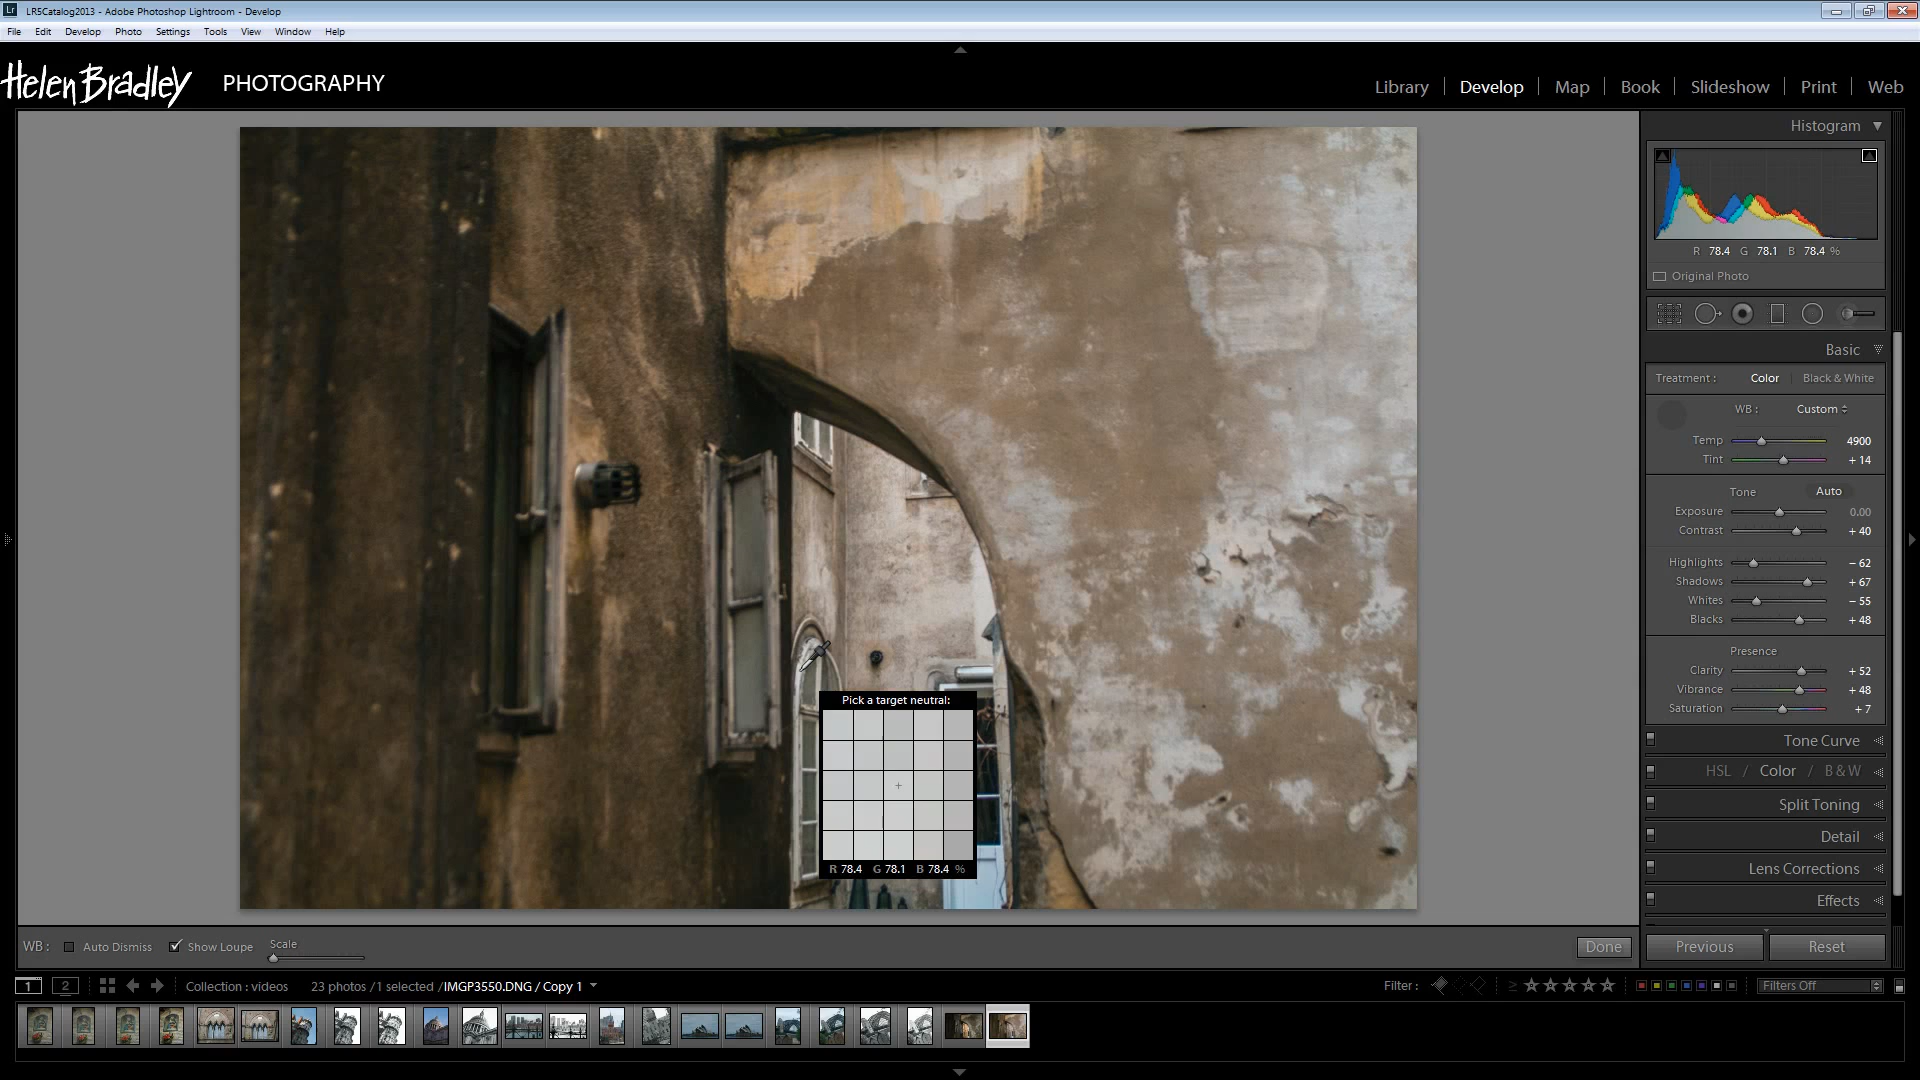 LR5Catalog2013 - Adobe Photoshop Lightroom - Develop
File Edit Develop Photo Settings Tools View Window Help
Helen Bradley PHOTOGRAPHY
Library Develop Map Book Slideshow Print Web
Histogram
R 78.4 G 78.1 B 78.4 %
Original Photo
Basic
Treatment : Color Black & White
WB : Custom
Temp 4900
Tint + 14
Tone Auto
Exposure 0.00
Contrast + 40
Highlights − 62
Shadows + 67
Whites − 55
Blacks + 48
Presence
Clarity + 52
Vibrance + 48
Saturation + 7
Tone Curve
HSL / Color / B & W
Split Toning
Detail
Lens Corrections
Effects
Previous Reset
Pick a target neutral:
R 78.4 G 78.1 B 78.4 %
WB : Auto Dismiss Show Loupe Scale Done
1 2 Collection : videos 23 photos / 1 selected / IMGP3550.DNG / Copy 1 Filter : ≥ Filters Off